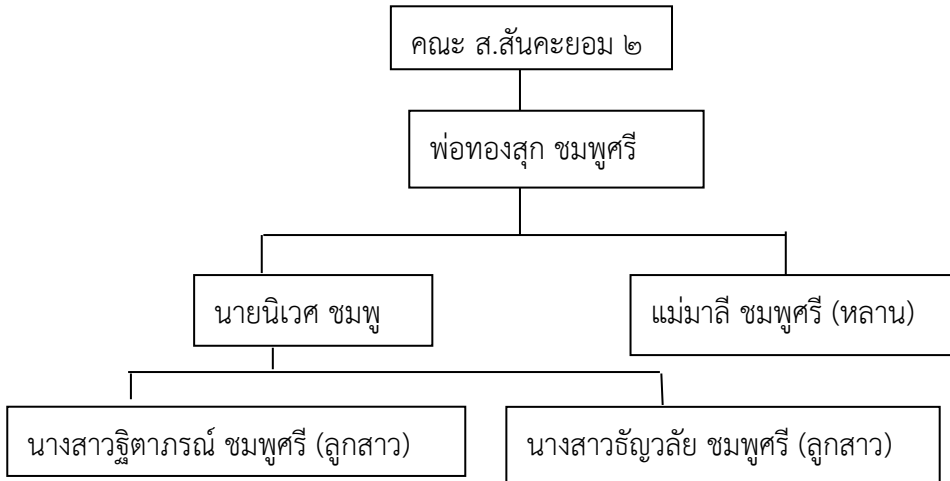 คณะ ส.สันคะยอม ๒
พ่อทองสุก ชมพูศรี
นายนิเวศ ชมพู
แม่มาลี ชมพูศรี (หลาน)
นางสาวฐิตาภรณ์ ชมพูศรี (ลูกสาว)
นางสาวธัญวลัย ชมพูศรี (ลูกสาว)